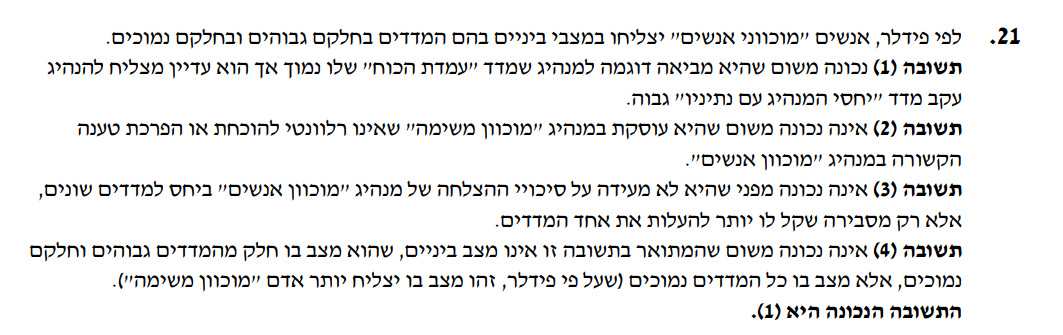 21. לפי פידלר, אנשים "מוכווני אנשים" יצליחו במצבי ביניים בהם המדדים בחלקם גבוהים ובחלקם נמוכים.
תשובה (1) נכונה משום שהיא מביאה דוגמה למנהיג שמדד "עמדת הכוח" שלו נמוך אך הוא עדיין מצליח להנהיג
עקב מדד "יחסי המנהיג עם נתיניו" גבוה.
תשובה (2) אינה נכונה משום שהיא עוסקת במנהיג "מוכוון משימה" שאינו רלוונטי להוכחת או הפרכת טענה
הקשורה במנהיג "מוכוון אנשים".
תשובה (3) אינה נכונה מפני שהיא לא מעידה על סיכויי ההצלחה של מנהיג "מוכוון אנשים" ביחס למדדים שונים,
אלא רק מסבירה שקל לו יותר להעלות את אחד המדדים.
תשובה (4) אינה נכונה משום שהמתואר בתשובה זו אינו מצב ביניים, שהוא מצב בו חלק מהמדדים גבוהים וחלקם
נמוכים, אלא מצב בו כל המדדים נמוכים (שעל פי פידלר, זהו מצב בו יצליח יותר אדם "מוכוון משימה").
התשובה הנכונה היא (1).